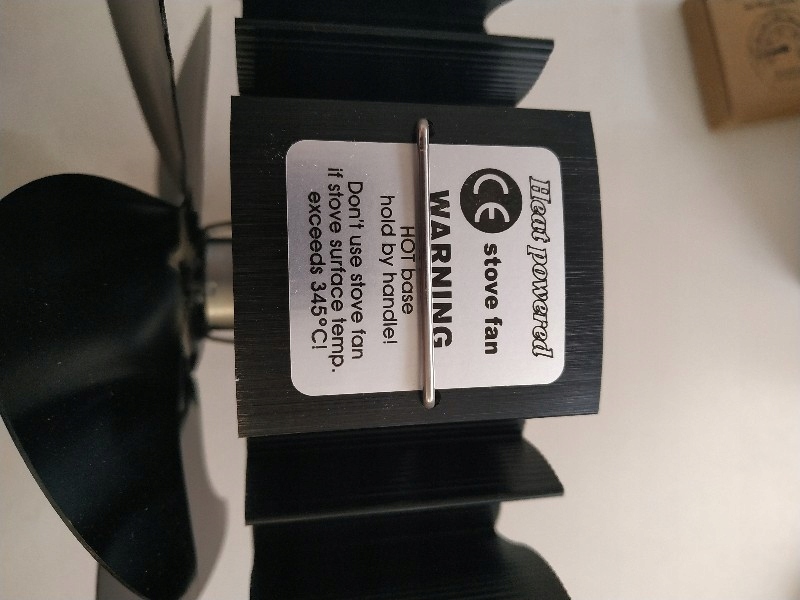 Heat powered
CE stove fan
WARNING
HOT base
hold by handle!
Don't use stove fan
if stove surface temp.
exceeds 345°C!